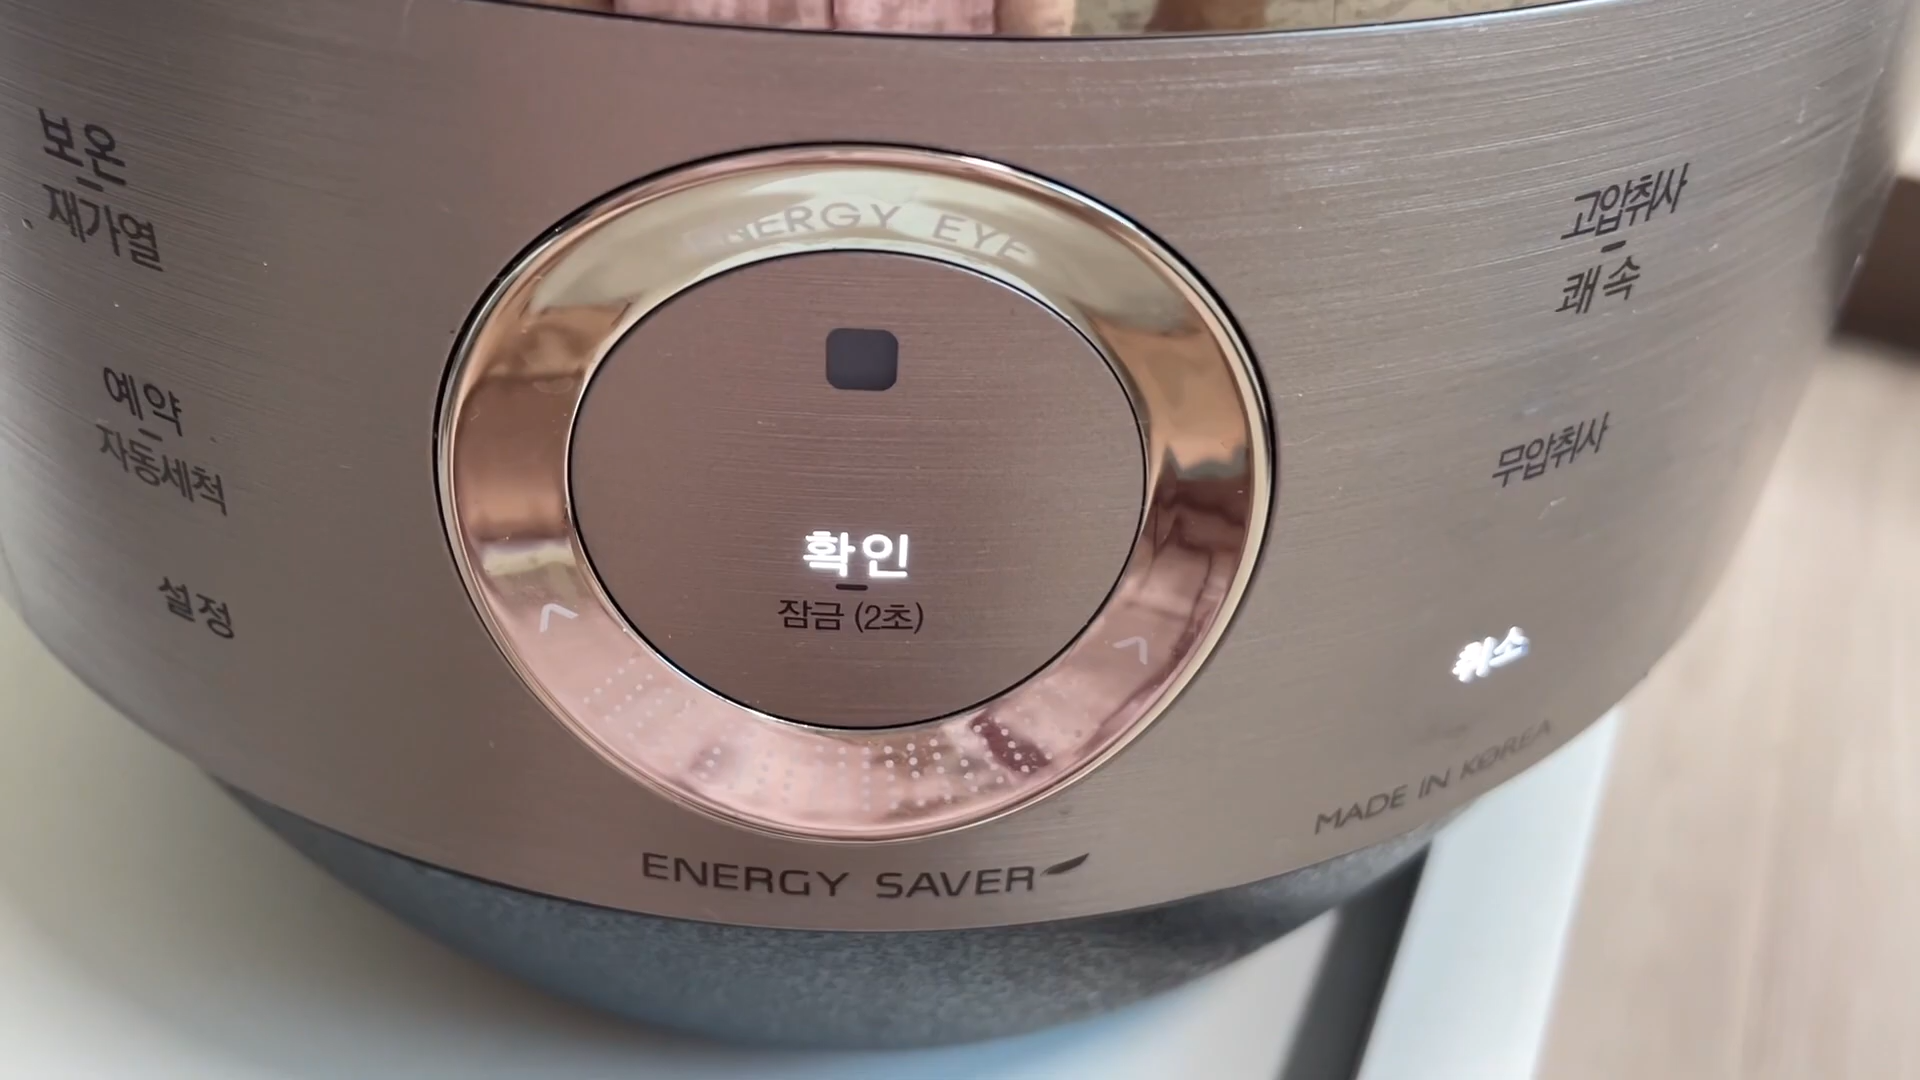 보온
재가열
예약
자동세척
설정
ENERGY EYE
확인
잠금 (2초)
고압취사
쾌속
무압취사
취소
MADE IN KOREA
ENERGY SAVER